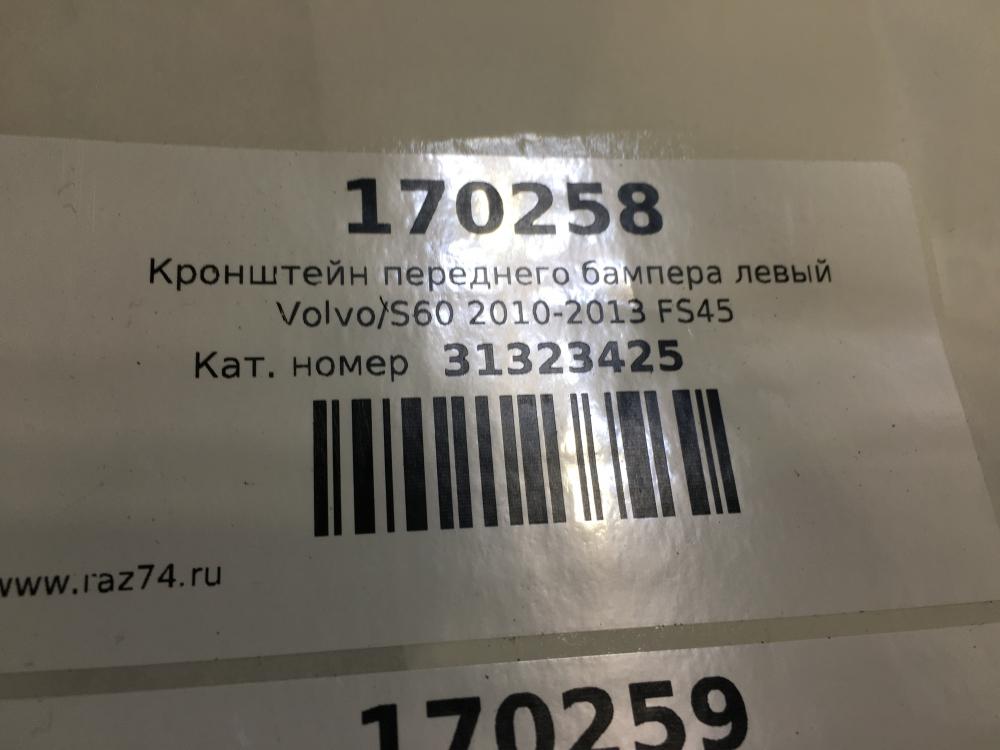 170258
Кронштейн переднего бампера левый
Volvo/S60 2010-2013 FS45
Кат. номер 31323425
www.raz74.ru
170259